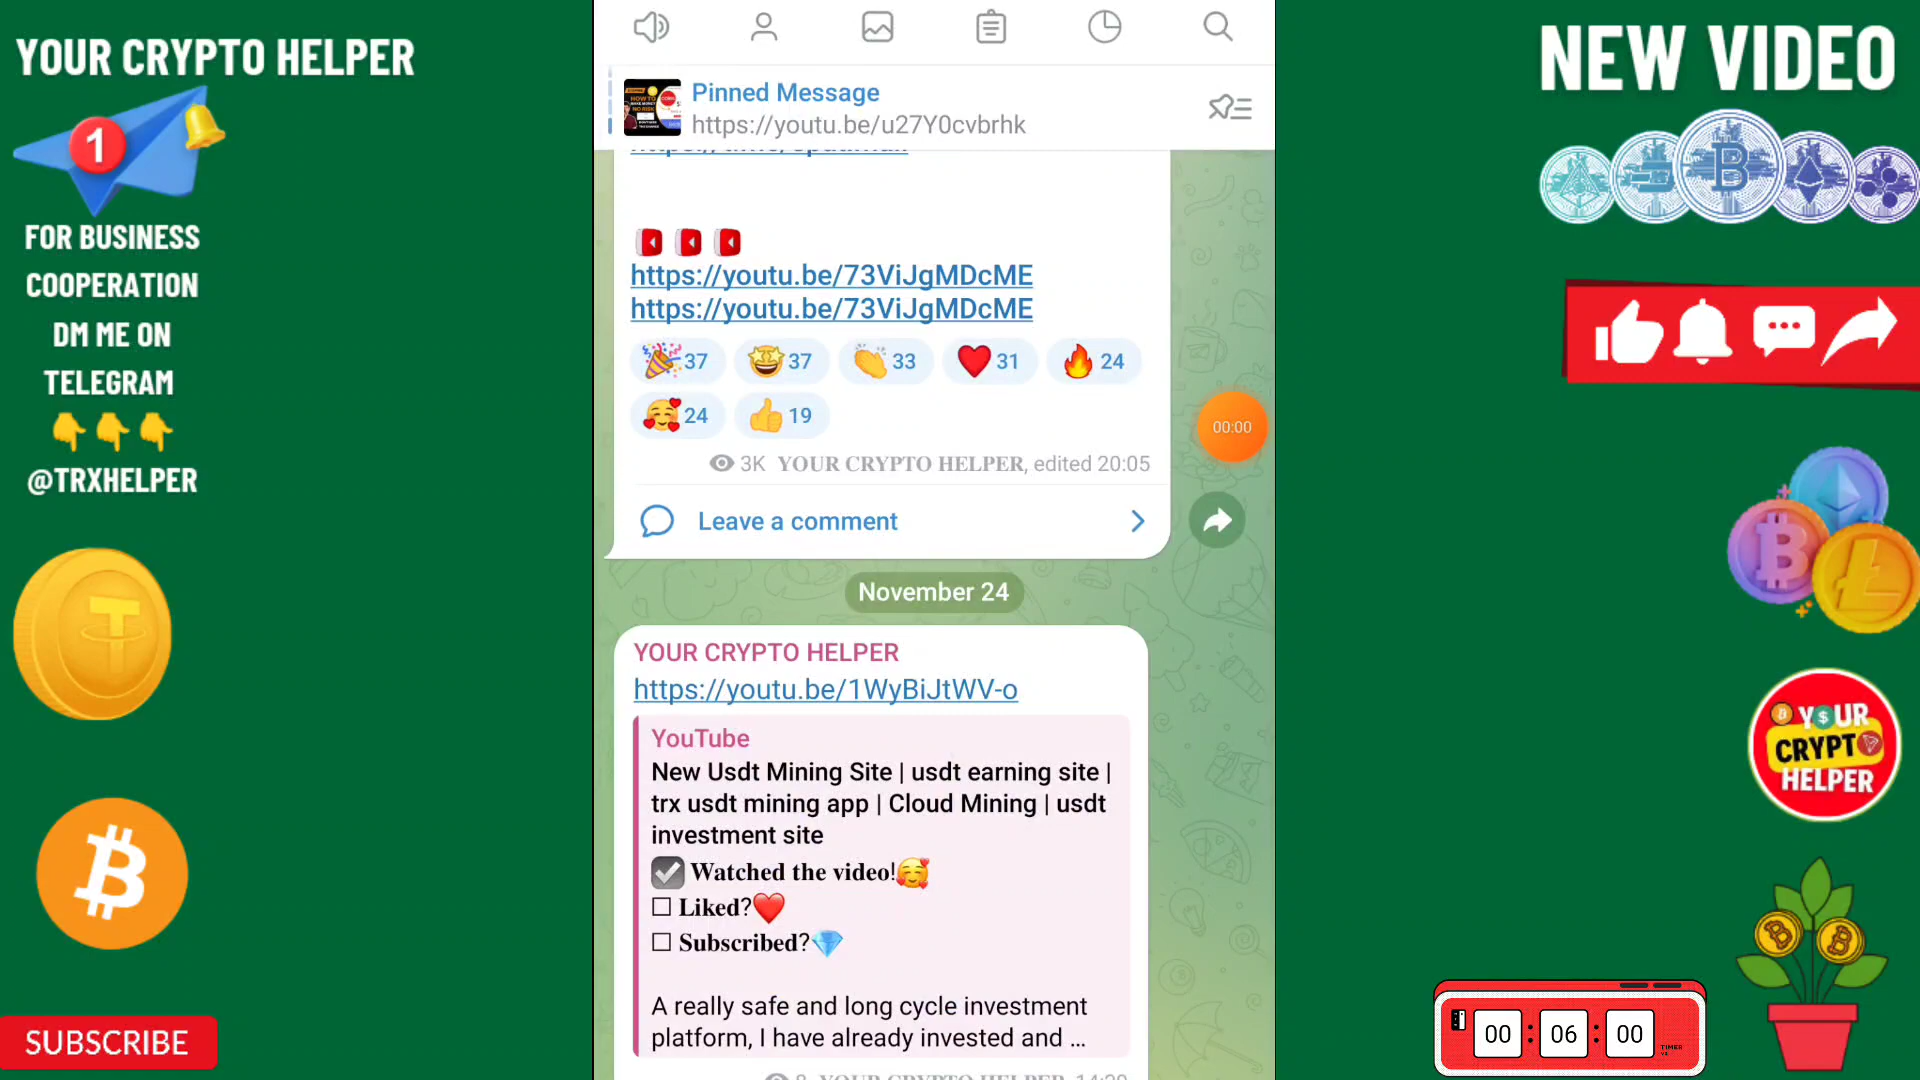 YOUR CRYPTO HELPER
1
FOR BUSINESS
COOPERATION
DM ME ON
TELEGRAM
👇👇👇
@TRXHELPER
SUBSCRIBE
Pinned Message
https://youtu.be/u27Y0cvbrhk
https://youtu.be/73ViJgMDcME
https://youtu.be/73ViJgMDcME
🎉 37 🤩 37 👏 33 ❤️ 31 🔥 24
🥰 24 👍 19
3K YOUR CRYPTO HELPER, edited 20:05
Leave a comment
00:00
November 24
YOUR CRYPTO HELPER
https://youtu.be/1WyBiJtWV-o
YouTube
New Usdt Mining Site | usdt earning site |
trx usdt mining app | Cloud Mining | usdt
investment site
☑️ Watched the video!🥰
☐ Liked?❤️
☐ Subscribed?💎
A really safe and long cycle investment
platform, I have already invested and ...
NEW VIDEO
Y$UR
CRYPTO
HELPER
00 : 06 : 00